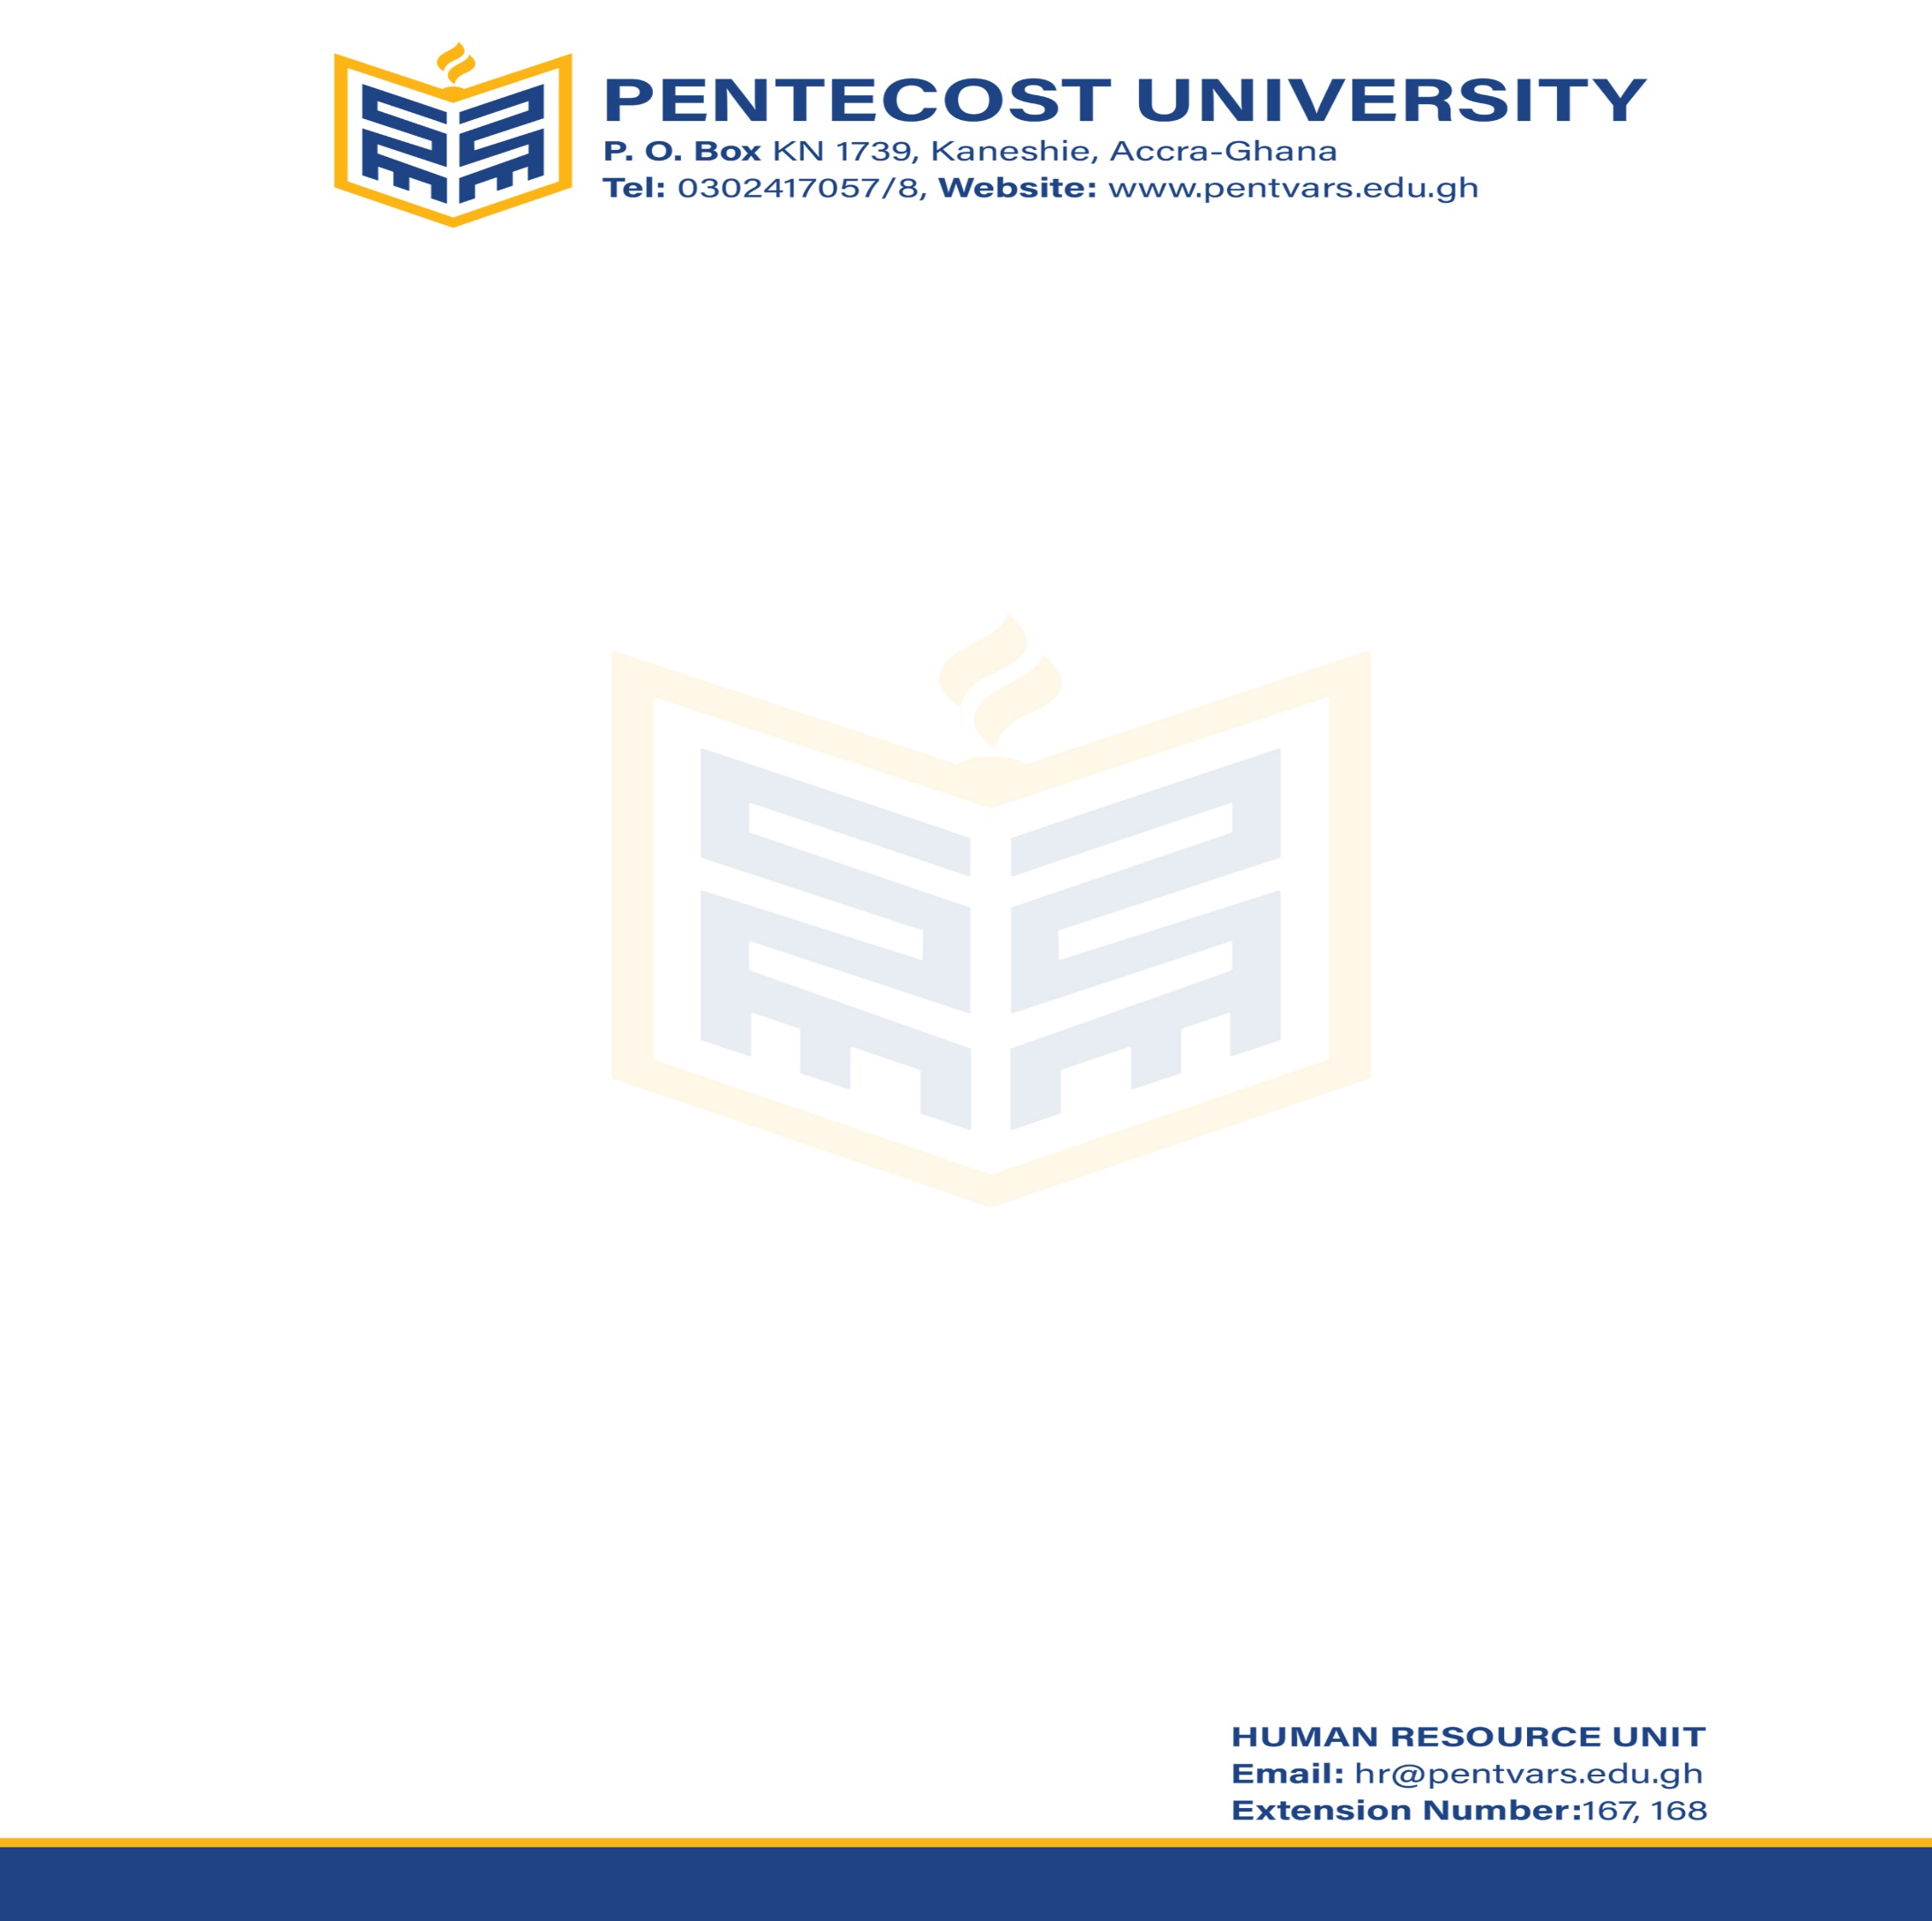 PENTECOST UNIVERSITY
P. O. Box KN 1739, Kaneshie, Accra-Ghana
Tel: 0302417057/8, Website: www.pentvars.edu.gh
HUMAN RESOURCE UNIT
Email: hr@pentvars.edu.gh
Extension Number:167, 168